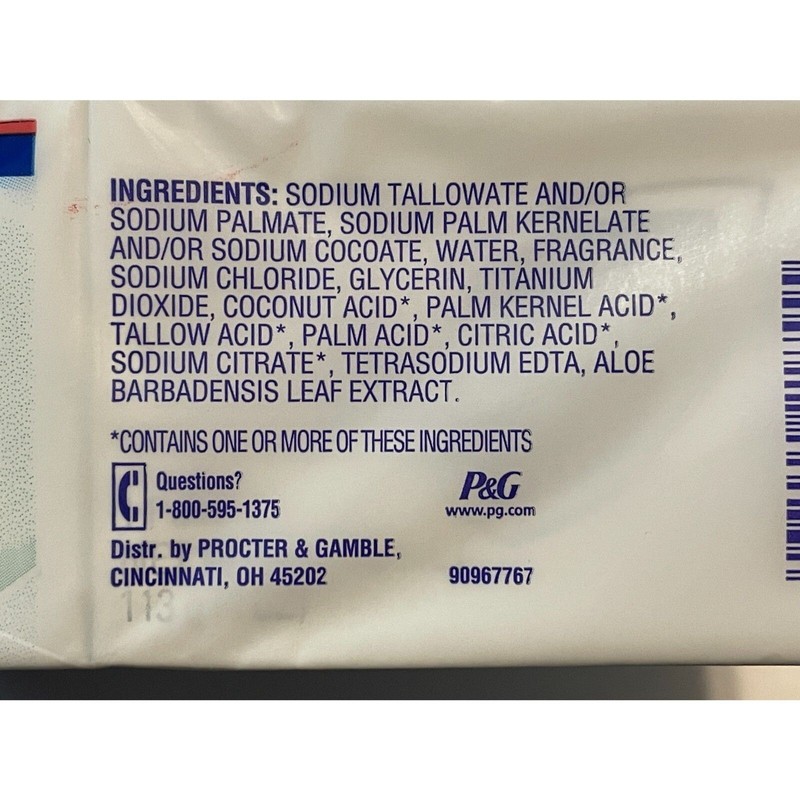 INGREDIENTS: SODIUM TALLOWATE AND/OR
SODIUM PALMATE, SODIUM PALM KERNELATE
AND/OR SODIUM COCOATE, WATER, FRAGRANCE,
SODIUM CHLORIDE, GLYCERIN, TITANIUM
DIOXIDE, COCONUT ACID*, PALM KERNEL ACID*,
TALLOW ACID*, PALM ACID*, CITRIC ACID*,
SODIUM CITRATE*, TETRASODIUM EDTA, ALOE
BARBADENSIS LEAF EXTRACT.
*CONTAINS ONE OR MORE OF THESE INGREDIENTS
Questions?
1-800-595-1375
P&G
www.pg.com
Distr. by PROCTER & GAMBLE,
CINCINNATI, OH 45202
90967767
113